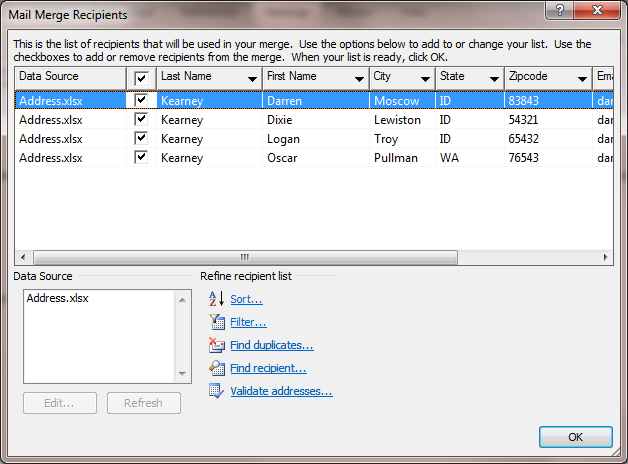 Mail Merge Recipients
This is the list of recipients that will be used in your merge. Use the options below to add to or change your list. Use the
checkboxes to add or remove recipients from the merge. When your list is ready, click OK.
Data Source Last Name First Name City State Zipcode Ema
Address.xlsx Kearney Darren Moscow ID 83843 dar
Address.xlsx Kearney Dixie Lewiston ID 54321 dar
Address.xlsx Kearney Logan Troy ID 65432 dar
Address.xlsx Kearney Oscar Pullman WA 76543 dar
Data Source Refine recipient list
Address.xlsx
Sort...
Filter...
Find duplicates...
Find recipient...
Validate addresses...
Edit... Refresh
OK